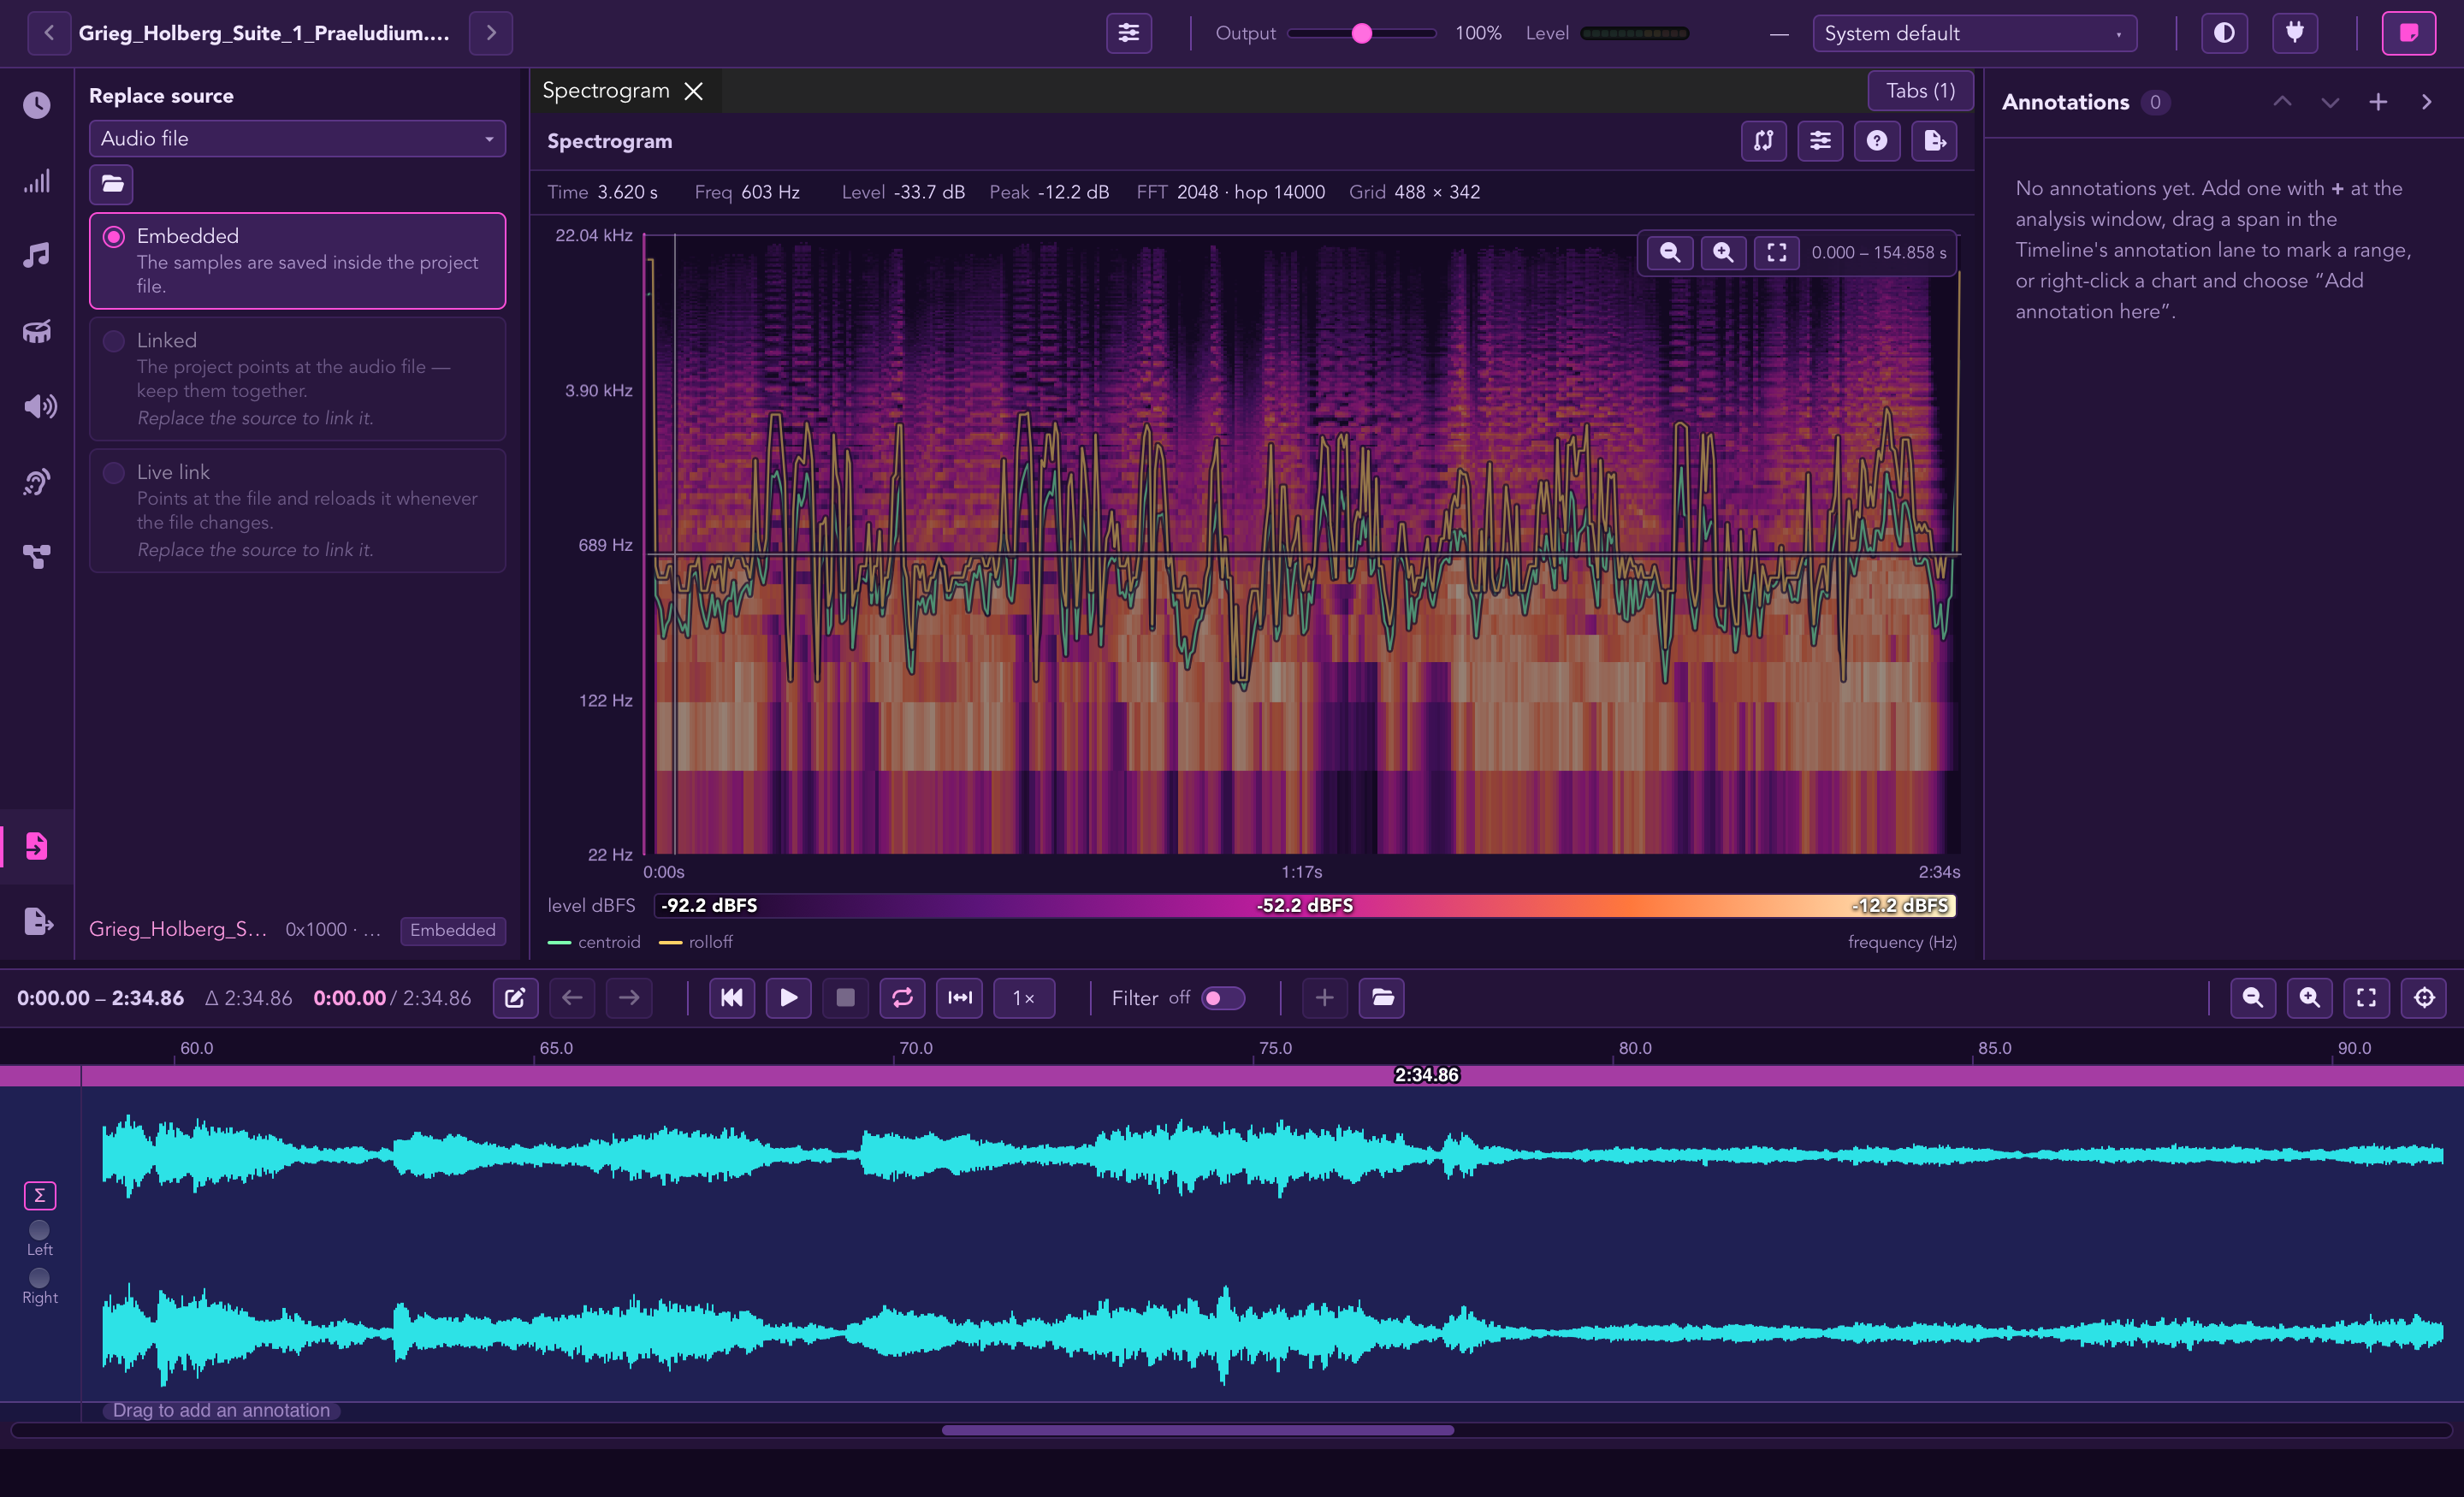 Grieg_Holberg_Suite_1_Praeludium....
Output 100% Level — System default
Replace source
Audio file
Embedded
The samples are saved inside the project
file.
Linked
The project points at the audio file —
keep them together.
Replace the source to link it.
Live link
Points at the file and reloads it whenever
the file changes.
Replace the source to link it.
Grieg_Holberg_S... 0x1000 · ... Embedded
Spectrogram
Tabs (1)
Spectrogram
Time 3.620 s Freq 603 Hz Level -33.7 dB Peak -12.2 dB FFT 2048 · hop 14000 Grid 488 × 342
0.000 – 154.858 s
22.04 kHz
3.90 kHz
689 Hz
122 Hz
22 Hz
0:00s 1:17s 2:34s
level dBFS -92.2 dBFS -52.2 dBFS -12.2 dBFS
centroid rolloff frequency (Hz)
Annotations 0
No annotations yet. Add one with + at the
analysis window, drag a span in the
Timeline's annotation lane to mark a range,
or right-click a chart and choose “Add
annotation here”.
0:00.00 – 2:34.86 Δ 2:34.86 0:00.00 / 2:34.86 1× Filter off
60.0 65.0 70.0 75.0 80.0 85.0 90.0
2:34.86
Σ
Left
Right
Drag to add an annotation